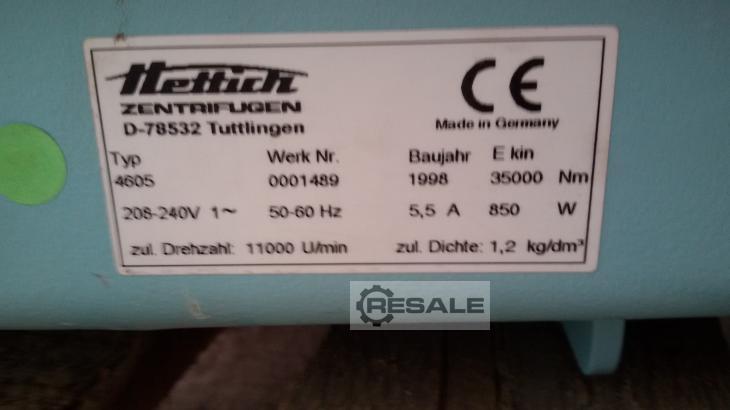 Hettich
ZENTRIFUGEN
D-78532 Tuttlingen
CE
Made in Germany
Typ Werk Nr. Baujahr E kin
4605 0001489 1998 35000 Nm
208-240V 1~ 50-60 Hz 5,5 A 850 W
zul. Drehzahl: 11000 U/min zul. Dichte: 1,2 kg/dm³
RESALE